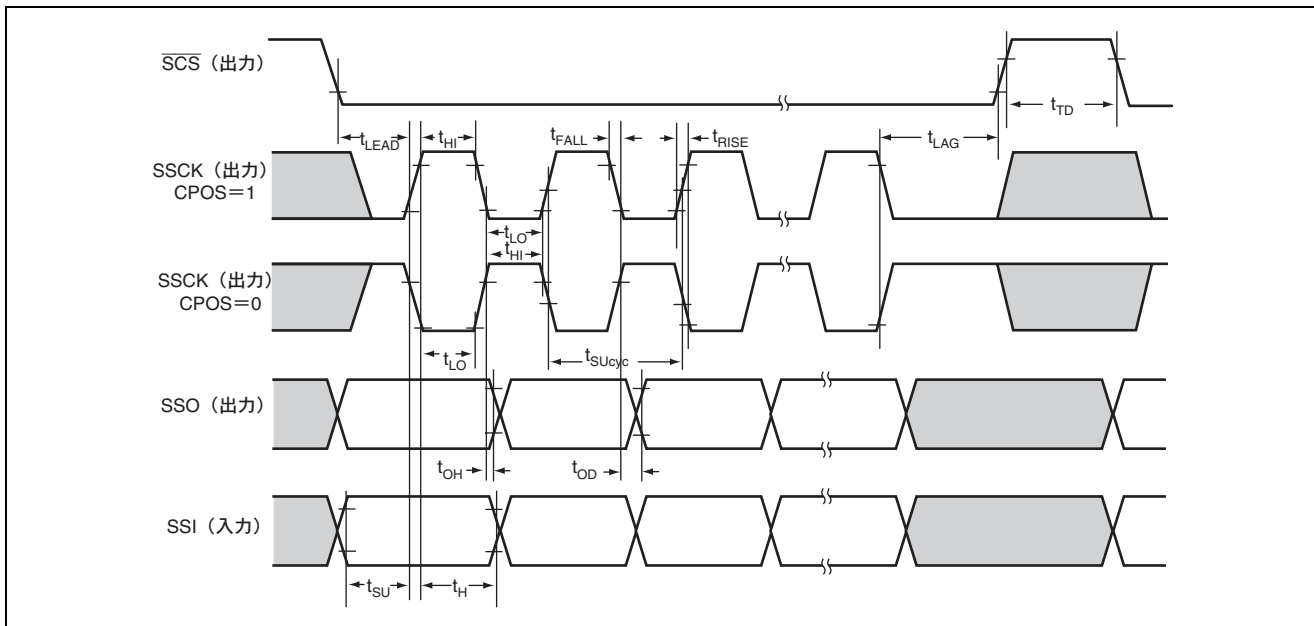 SCS（出力）
tTD
tLEAD
tHI
tFALL
tRISE
tLAG
SSCK（出力）
CPOS＝1
tLO
tHI
SSCK（出力）
CPOS＝0
tLO
tSUcyc
SSO（出力）
tOH
tOD
SSI（入力）
tSU
tH